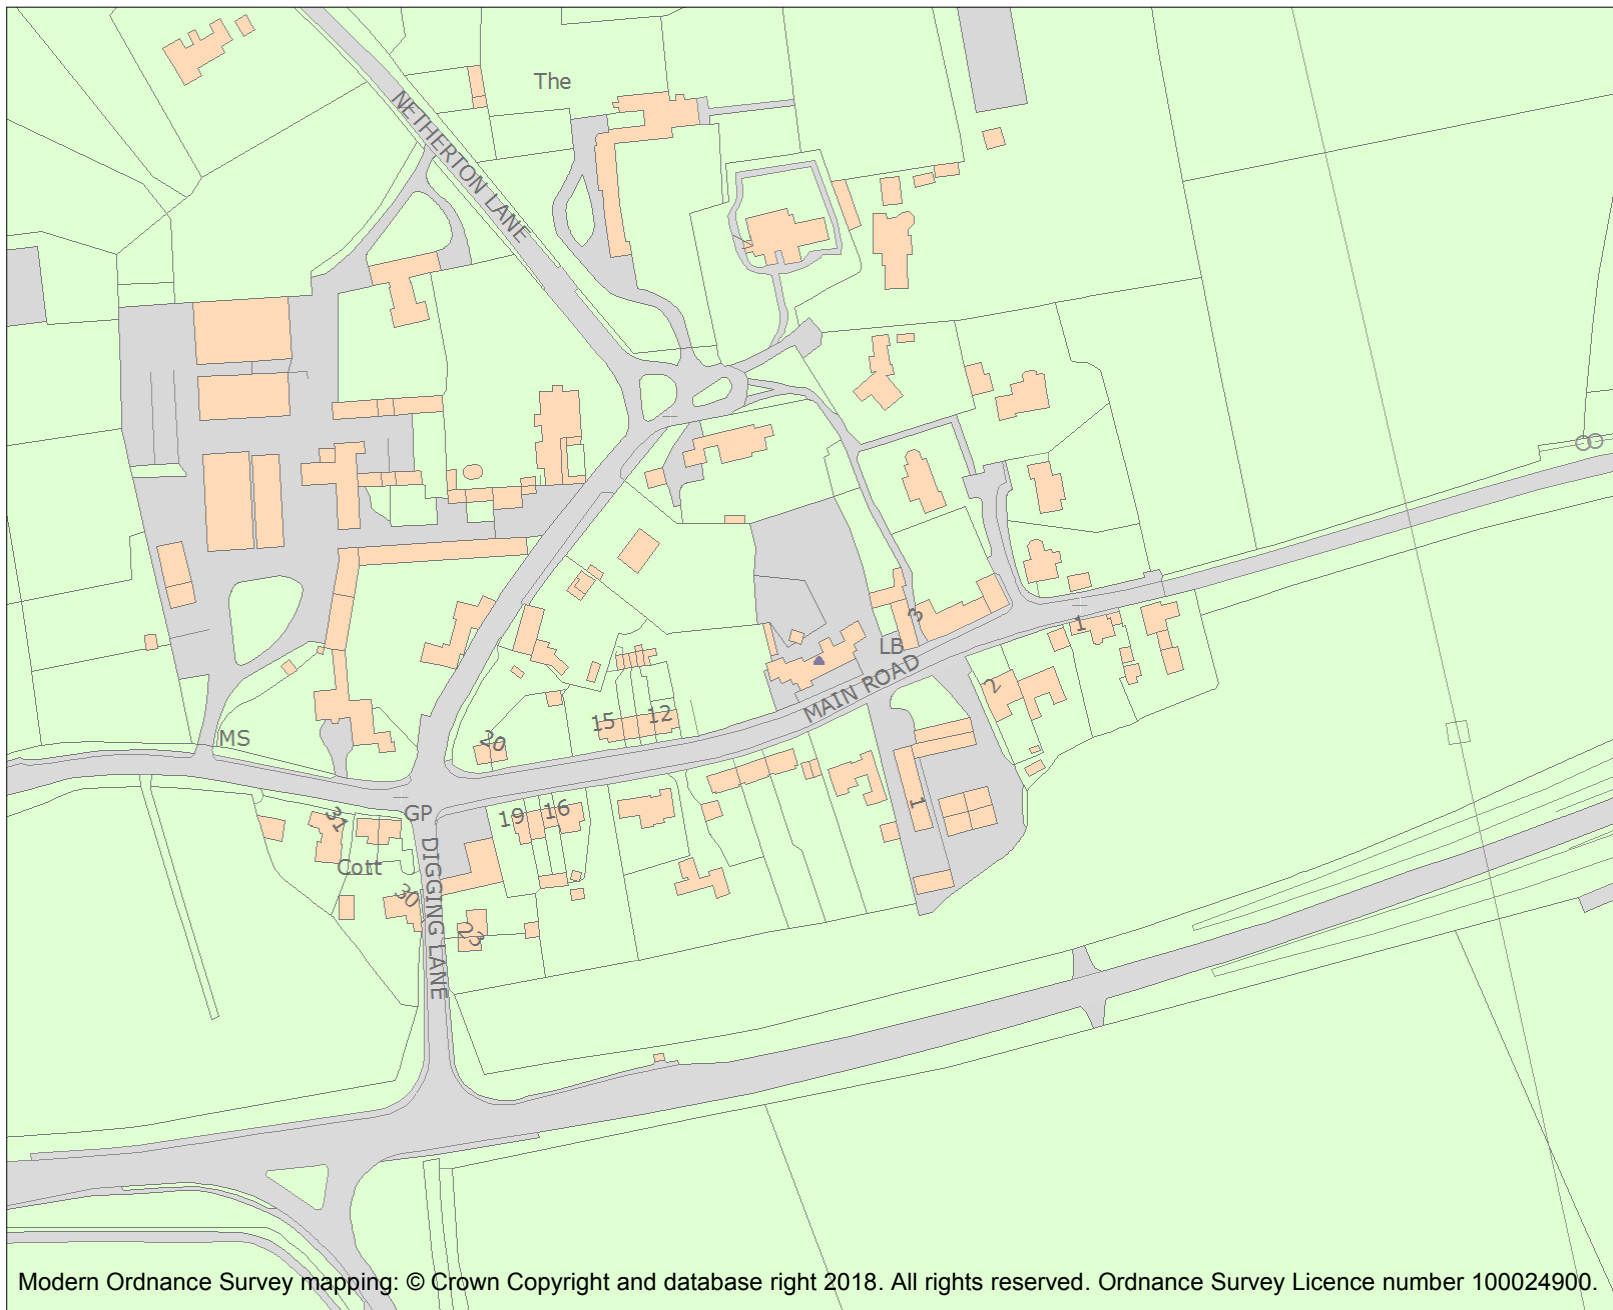 The
NETHERTON LANE
3
LB
1
MAIN ROAD
2
15
12
20
MS
1
19
16
31
GP
Cott
30
DIGGING LANE
23
Modern Ordnance Survey mapping: © Crown Copyright and database right 2018. All rights reserved. Ordnance Survey Licence number 100024900.